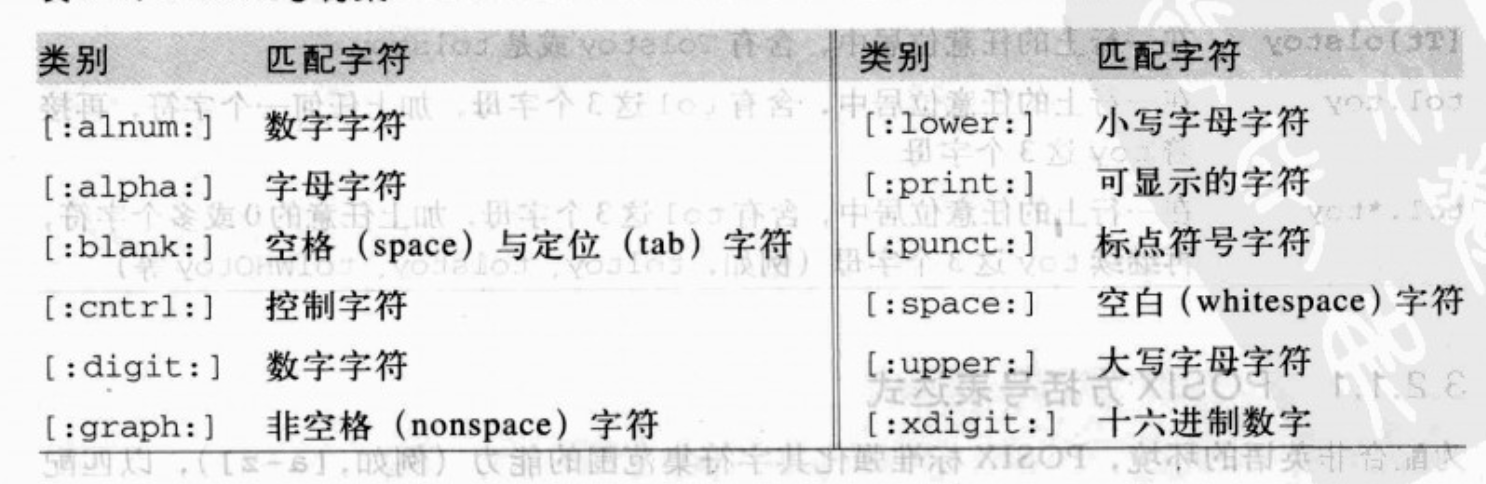 类别 匹配字符 类别 匹配字符
[:alnum:] 数字字符 [:lower:] 小写字母字符
[:alpha:] 字母字符 [:print:] 可显示的字符
[:blank:] 空格（space）与定位（tab）字符 [:punct:] 标点符号字符
[:cntrl:] 控制字符 [:space:] 空白（whitespace）字符
[:digit:] 数字字符 [:upper:] 大写字母字符
[:graph:] 非空格（nonspace）字符 [:xdigit:] 十六进制数字